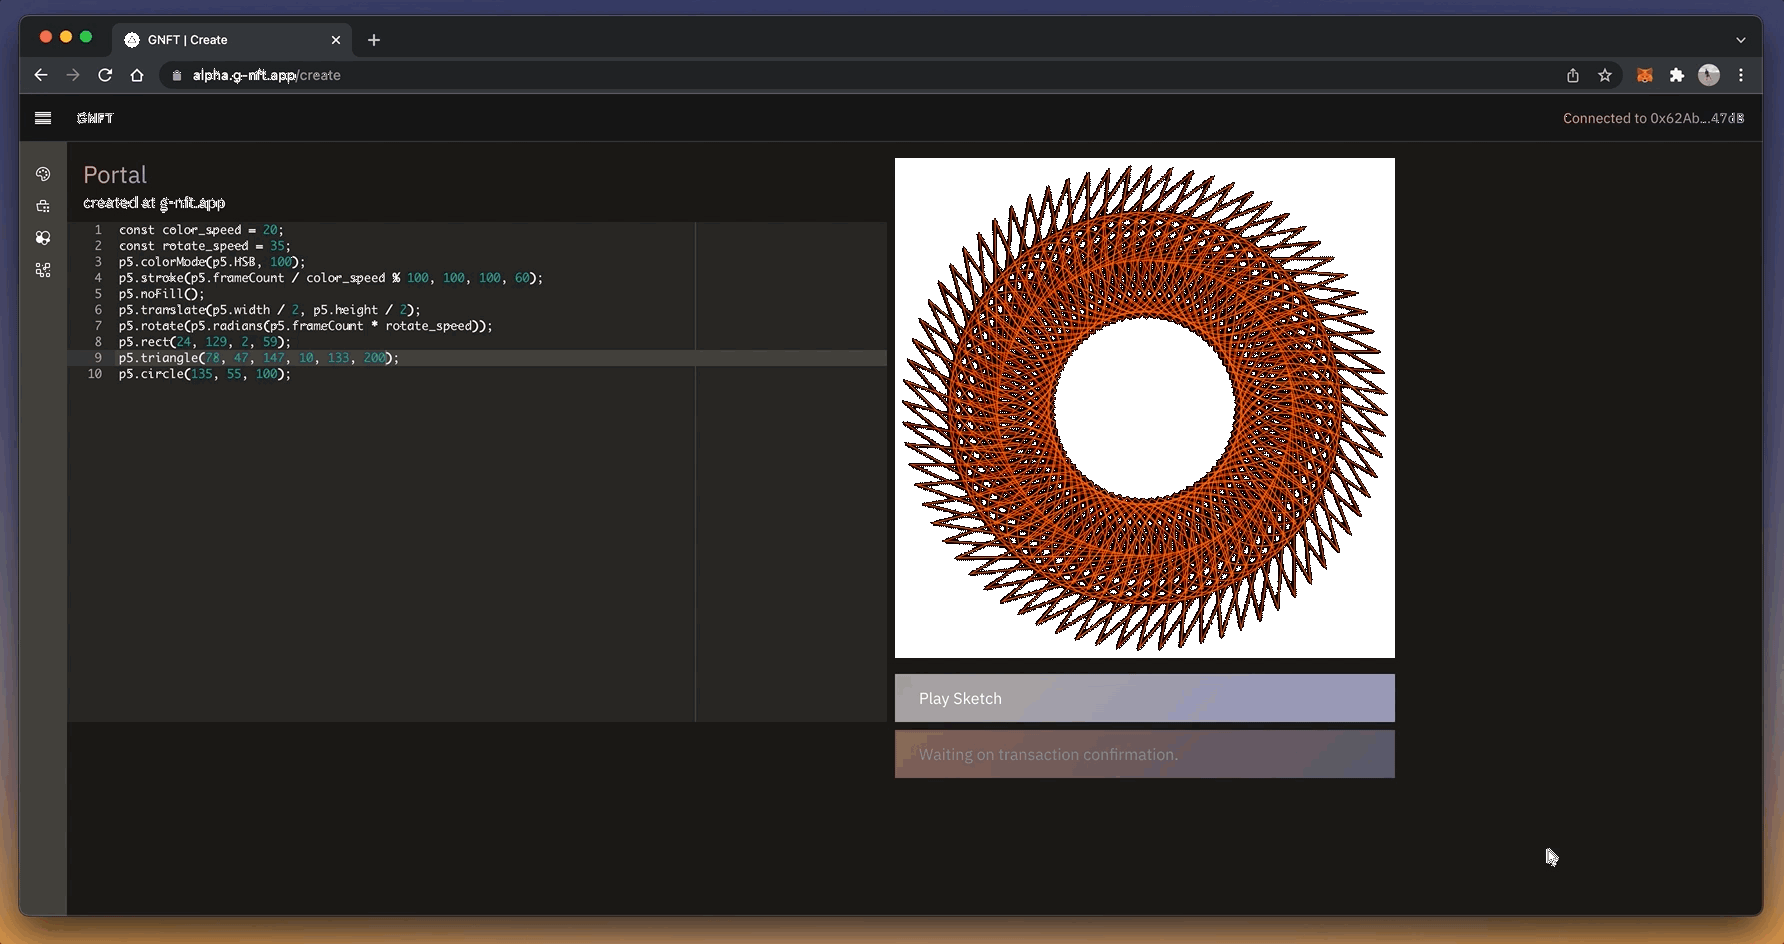 GNFT | Create
alpha.g-nft.app/create
GNFT
Connected to 0x62Ab...47dB
Portal
created at g-nft.app
1 const color_speed = 20;
2 const rotate_speed = 35;
3 p5.colorMode(p5.HSB, 100);
4 p5.stroke(p5.frameCount / color_speed % 100, 100, 100, 60);
5 p5.noFill();
6 p5.translate(p5.width / 2, p5.height / 2);
7 p5.rotate(p5.radians(p5.frameCount * rotate_speed));
8 p5.rect(24, 129, 2, 59);
9 p5.triangle(78, 47, 147, 10, 133, 200);
10 p5.circle(135, 55, 100);
Play Sketch
Waiting on transaction confirmation.